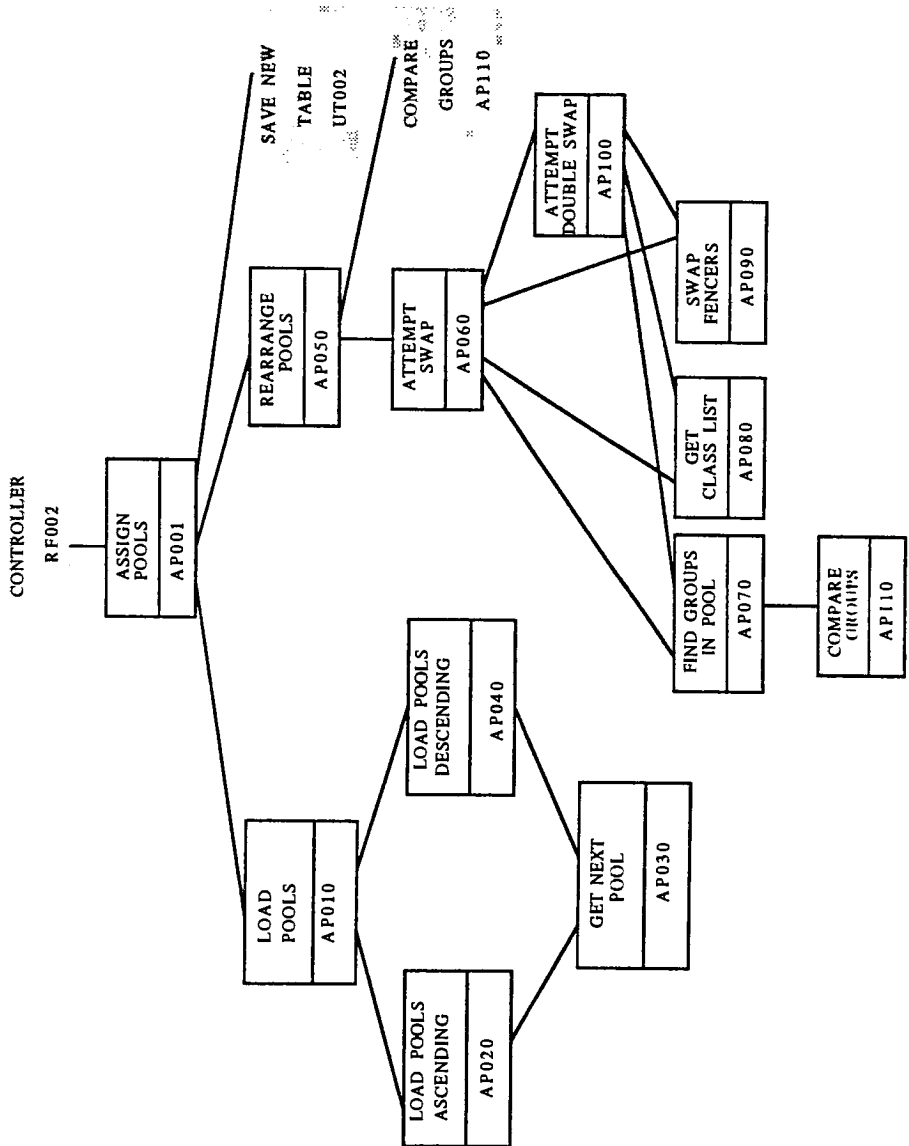 CONTROLLER
RF002
ASSIGN
POOLS
AP001
LOAD
POOLS
AP010
REARRANGE
POOLS
AP050
SAVE NEW
TABLE
UT002
LOAD POOLS
ASCENDING
AP020
LOAD POOLS
DESCENDING
AP040
ATTEMPT
SWAP
AP060
COMPARE
GROUPS
AP110
GET NEXT
POOL
AP030
ATTEMPT
DOUBLE SWAP
AP100
FIND GROUPS
IN POOL
AP070
GET
CLASS LIST
AP080
SWAP
FENCERS
AP090
COMPARE
GROUPS
AP110